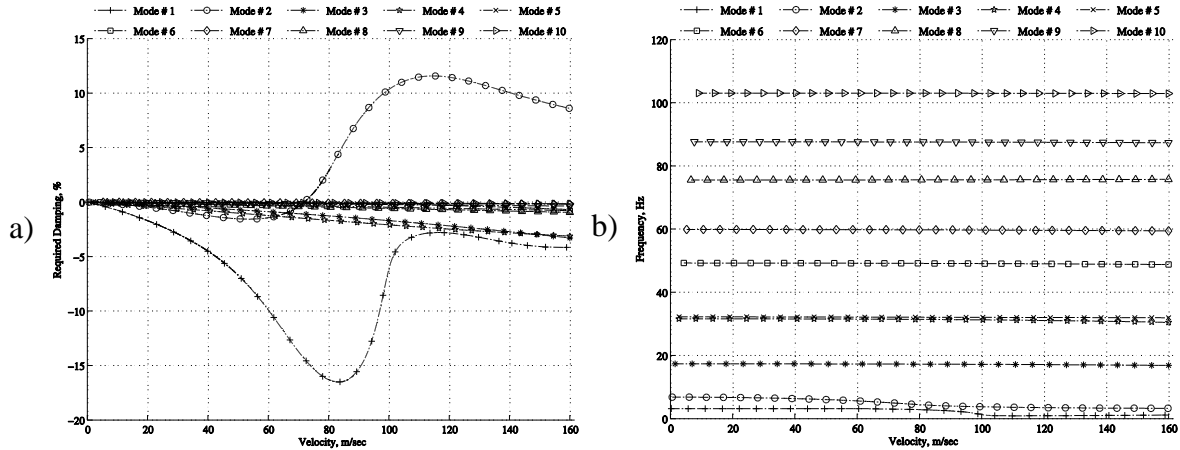 Mode # 1 Mode # 2 Mode # 3 Mode # 4 Mode # 5
Mode # 6 Mode # 7 Mode # 8 Mode # 9 Mode # 10
a)
Required Damping, %
15
10
5
0
−5
−10
−15
−20
0 20 40 60 80 100 120 140 160
Velocity, m/sec
Mode # 1 Mode # 2 Mode # 3 Mode # 4 Mode # 5
Mode # 6 Mode # 7 Mode # 8 Mode # 9 Mode # 10
b)
Frequency, Hz
120
100
80
60
40
20
0
20 40 60 80 100 120 140 160
Velocity, m/sec